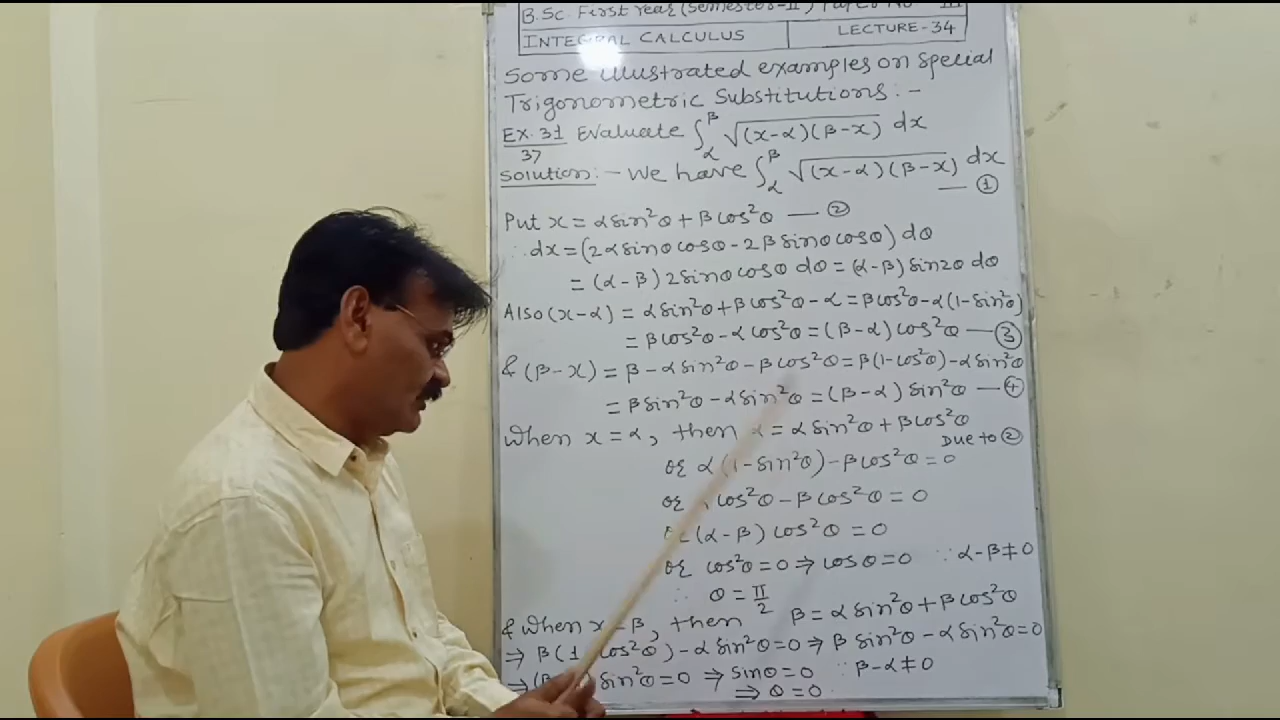 B.Sc. First Year (Semester-II) Paper No. III
INTEGRAL CALCULUS LECTURE-34
Some illustrated examples on Special
Trigonometric Substitutions:-
Ex.31/37 Evaluate ∫_α^β √(x-α)(β-x) dx
Solution:- We have ∫_α^β √(x-α)(β-x) dx —①
Put x = α sin²θ + β cos²θ —②
∴ dx = (2α sinθ cosθ - 2β sinθ cosθ) dθ
= (α-β) 2 sinθ cosθ dθ = (α-β) sin2θ dθ
Also (x-α) = α sin²θ + β cos²θ - α = β cos²θ - α(1-sin²θ)
= β cos²θ - α cos²θ = (β-α) cos²θ —③
& (β-x) = β - α sin²θ - β cos²θ = β(1-cos²θ) - α sin²θ
= β sin²θ - α sin²θ = (β-α) sin²θ —④
When x = α, then α = α sin²θ + β cos²θ
Due to ②
or α(1-sin²θ) - β cos²θ = 0
or cos²θ - β cos²θ = 0
(α-β) cos²θ = 0
or cos²θ = 0 ⇒ cosθ = 0 ∵ α-β ≠ 0
∴ θ = π/2
& when x = β, then β = α sin²θ + β cos²θ
⇒ β(1 cos²θ) - α sin²θ = 0 ⇒ β sin²θ - α sin²θ = 0
⇒ (β sin²θ = 0 ⇒ sinθ = 0 ∵ β-α ≠ 0
⇒ θ = 0